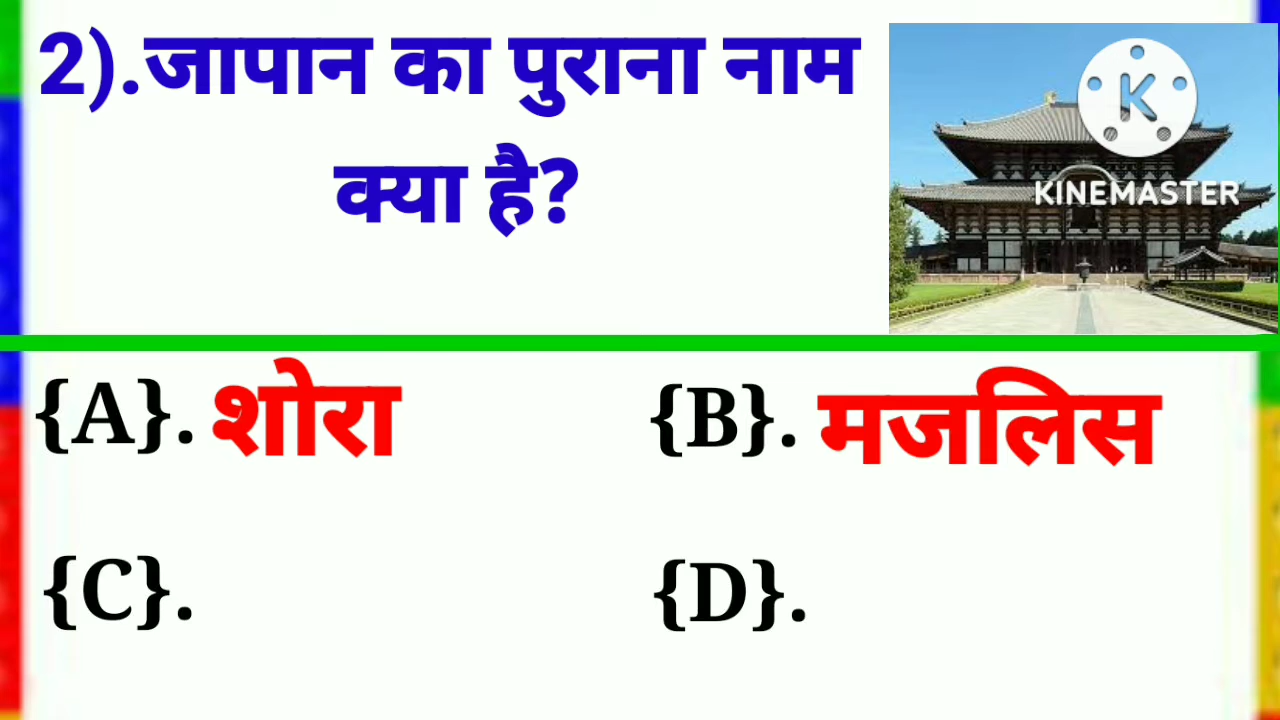 2).जापान का पुराना नाम
क्या है?
K
KINEMASTER
{A}. शोरा
{B}. मजलिस
{C}.
{D}.